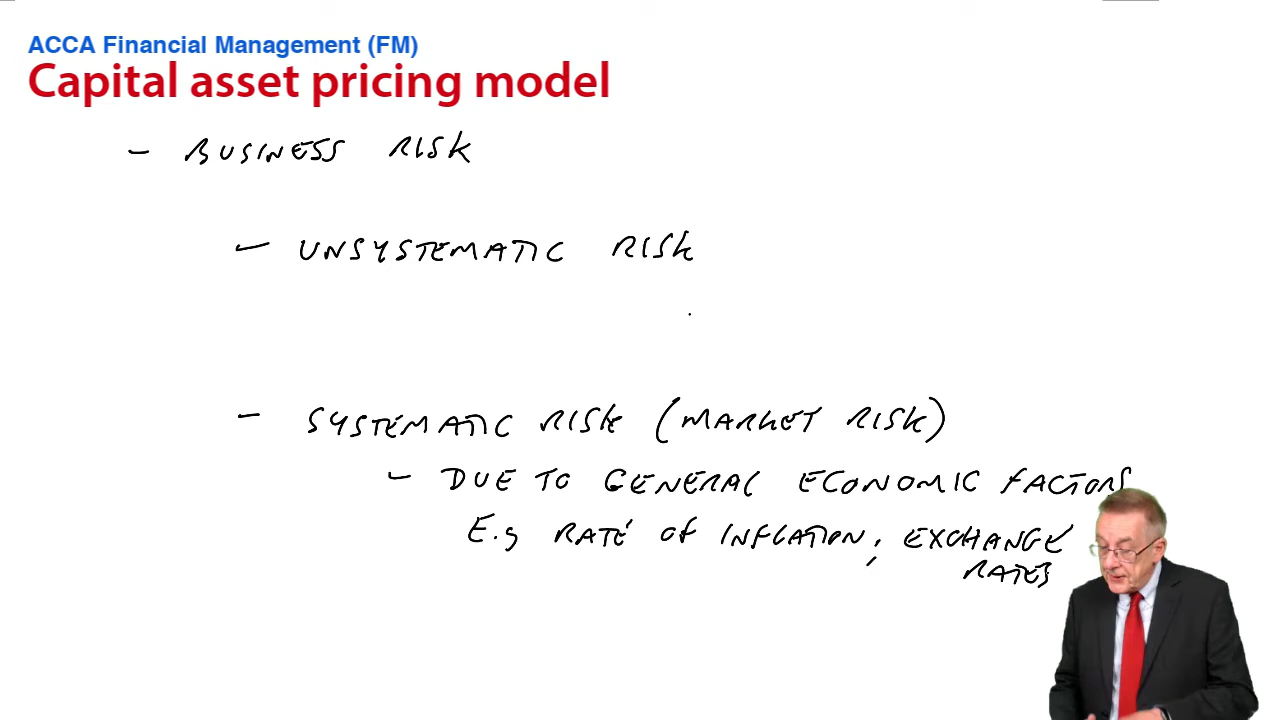 ACCA Financial Management (FM)
Capital asset pricing model
- BUSINESS RISK
- UNSYSTEMATIC RISK
- SYSTEMATIC RISK (MARKET RISK)
- DUE TO GENERAL ECONOMIC FACTORS
E.g RATE OF INFLATION, EXCHANGE
RATES